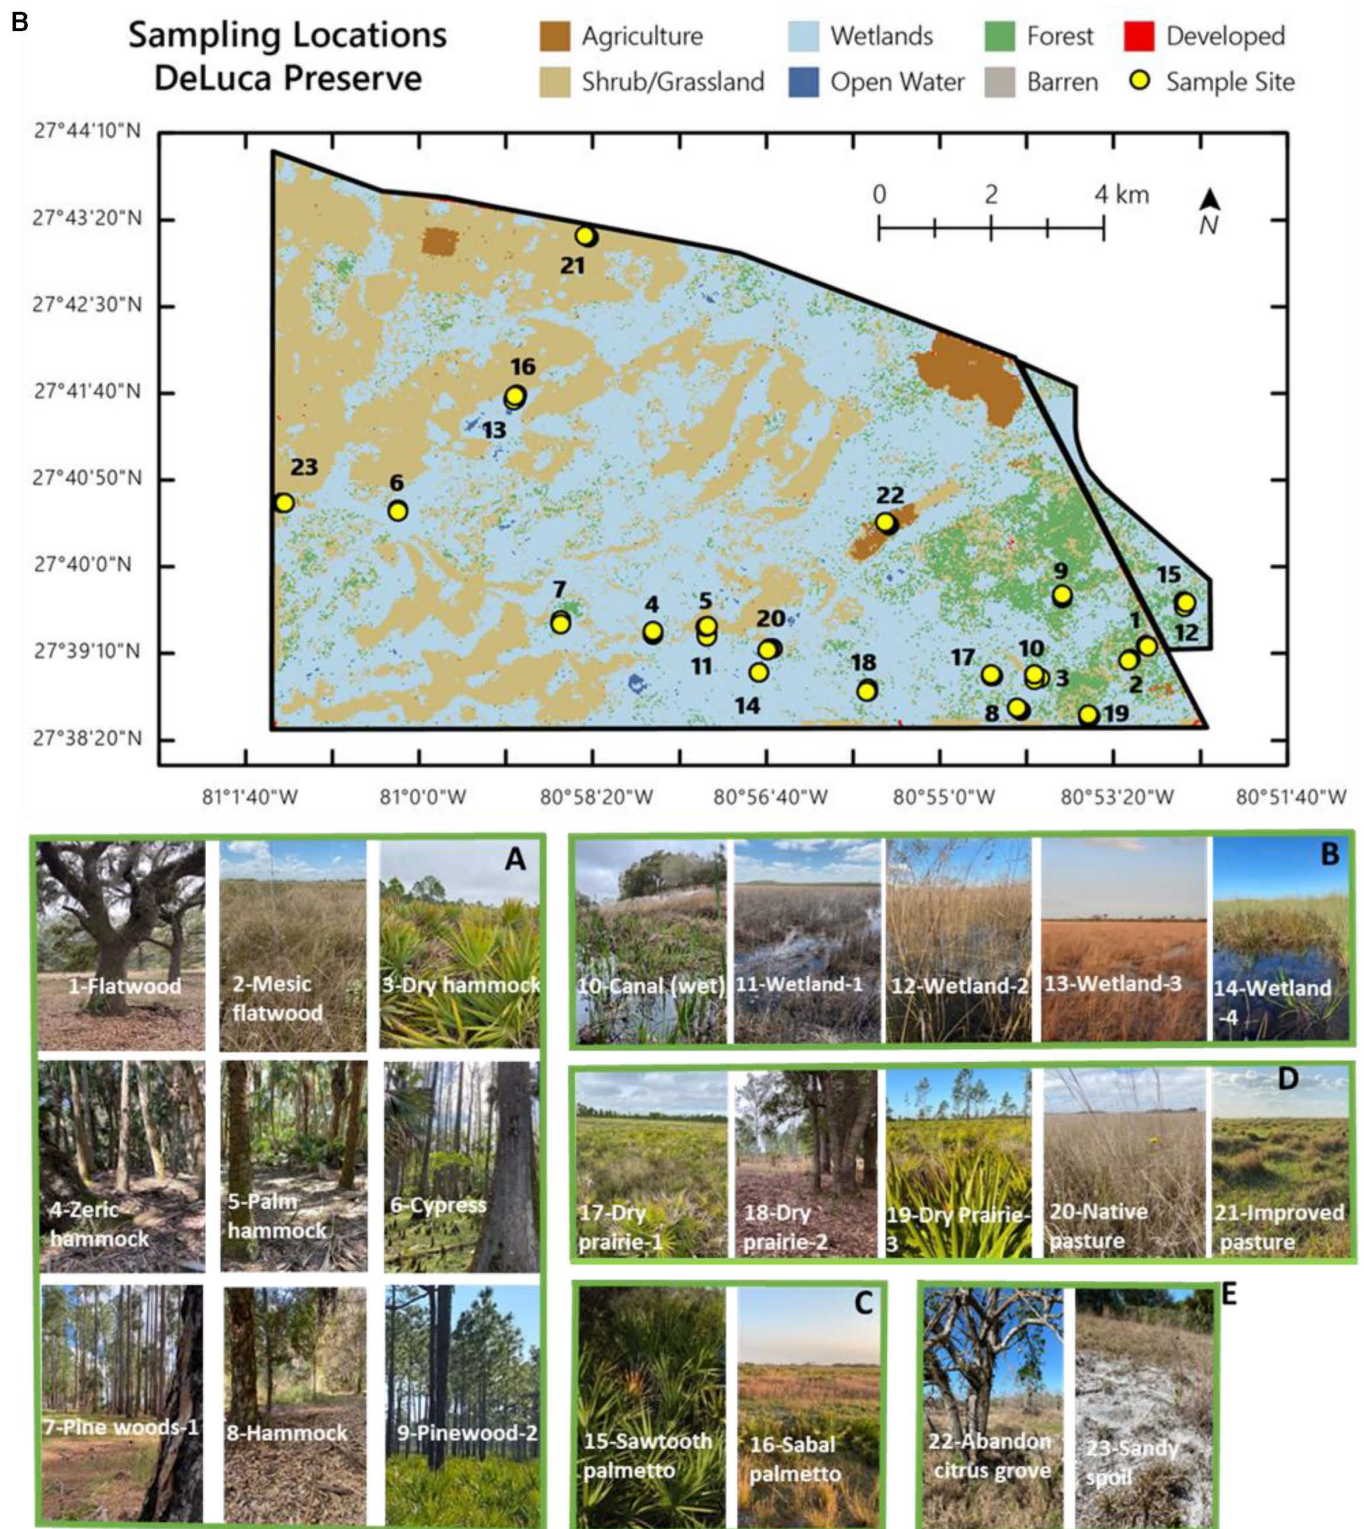 B
Sampling Locations
DeLuca Preserve
Agriculture
Wetlands
Forest
Developed
Shrub/Grassland
Open Water
Barren
Sample Site
27°44'10"N
27°43'20"N
27°42'30"N
27°41'40"N
27°40'50"N
27°40'0"N
27°39'10"N
27°38'20"N
0 2 4 km
N
21
16
13
23
6
22
7
4
5
11
20
14
18
17
10
3
8
19
9
15
12
1
2
81°1'40"W
81°0'0"W
80°58'20"W
80°56'40"W
80°55'0"W
80°53'20"W
80°51'40"W
A
1-Flatwood
2-Mesic
flatwood
3-Dry hammock
4-Zeric
hammock
5-Palm
hammock
6-Cypress
7-Pine woods-1
8-Hammock
9-Pinewood-2
B
10-Canal (wet)
11-Wetland-1
12-Wetland-2
13-Wetland-3
14-Wetland
-4
D
17-Dry
prairie-1
18-Dry
prairie-2
19-Dry Prairie-
3
20-Native
pasture
21-Improved
pasture
C
15-Sawtooth
palmetto
16-Sabal
palmetto
E
22-Abandon
citrus grove
23-Sandy
spoil